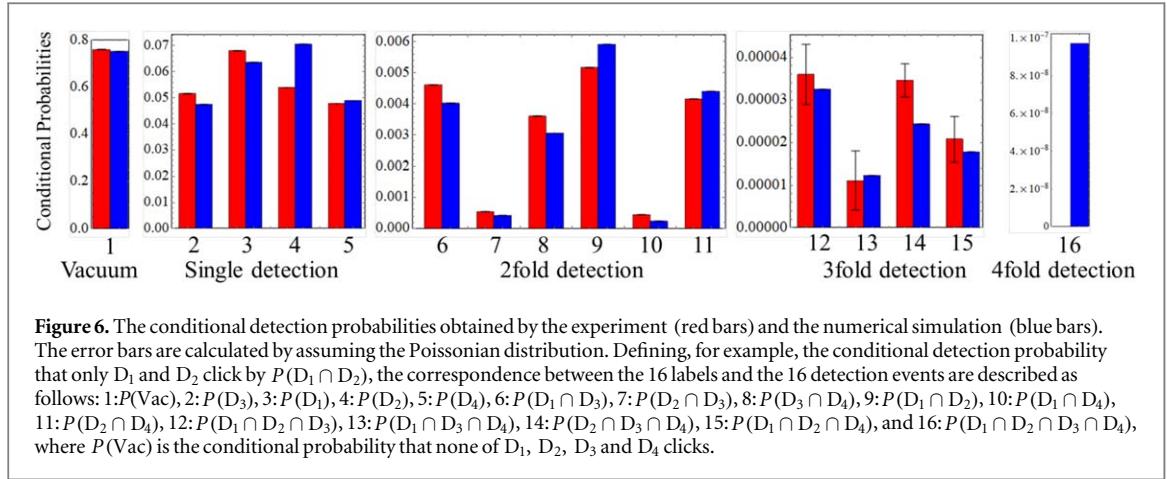 Conditional Probabilities
0.8
0.6
0.4
0.2
0.0
1
Vacuum
0.07
0.06
0.05
0.04
0.03
0.02
0.01
0.00
2 3 4 5
Single detection
0.006
0.005
0.004
0.003
0.002
0.001
0.000
6 7 8 9 10 11
2fold detection
0.00004
0.00003
0.00002
0.00001
0.00000
12 13 14 15
3fold detection
1.×10⁻⁷
8.×10⁻⁸
6.×10⁻⁸
4.×10⁻⁸
2.×10⁻⁸
0
16
4fold detection
Figure 6. The conditional detection probabilities obtained by the experiment (red bars) and the numerical simulation (blue bars).
The error bars are calculated by assuming the Poissonian distribution. Defining, for example, the conditional detection probability
that only D₁ and D₂ click by P(D₁ ∩ D₂), the correspondence between the 16 labels and the 16 detection events are described as
follows: 1:P(Vac), 2: P(D₃), 3: P(D₁), 4: P(D₂), 5: P(D₄), 6: P(D₁ ∩ D₃), 7: P(D₂ ∩ D₃), 8: P(D₃ ∩ D₄), 9: P(D₁ ∩ D₂), 10: P(D₁ ∩ D₄),
11: P(D₂ ∩ D₄), 12: P(D₁ ∩ D₂ ∩ D₃), 13: P(D₁ ∩ D₃ ∩ D₄), 14: P(D₂ ∩ D₃ ∩ D₄), 15: P(D₁ ∩ D₂ ∩ D₄), and 16: P(D₁ ∩ D₂ ∩ D₃ ∩ D₄),
where P(Vac) is the conditional probability that none of D₁, D₂, D₃ and D₄ clicks.